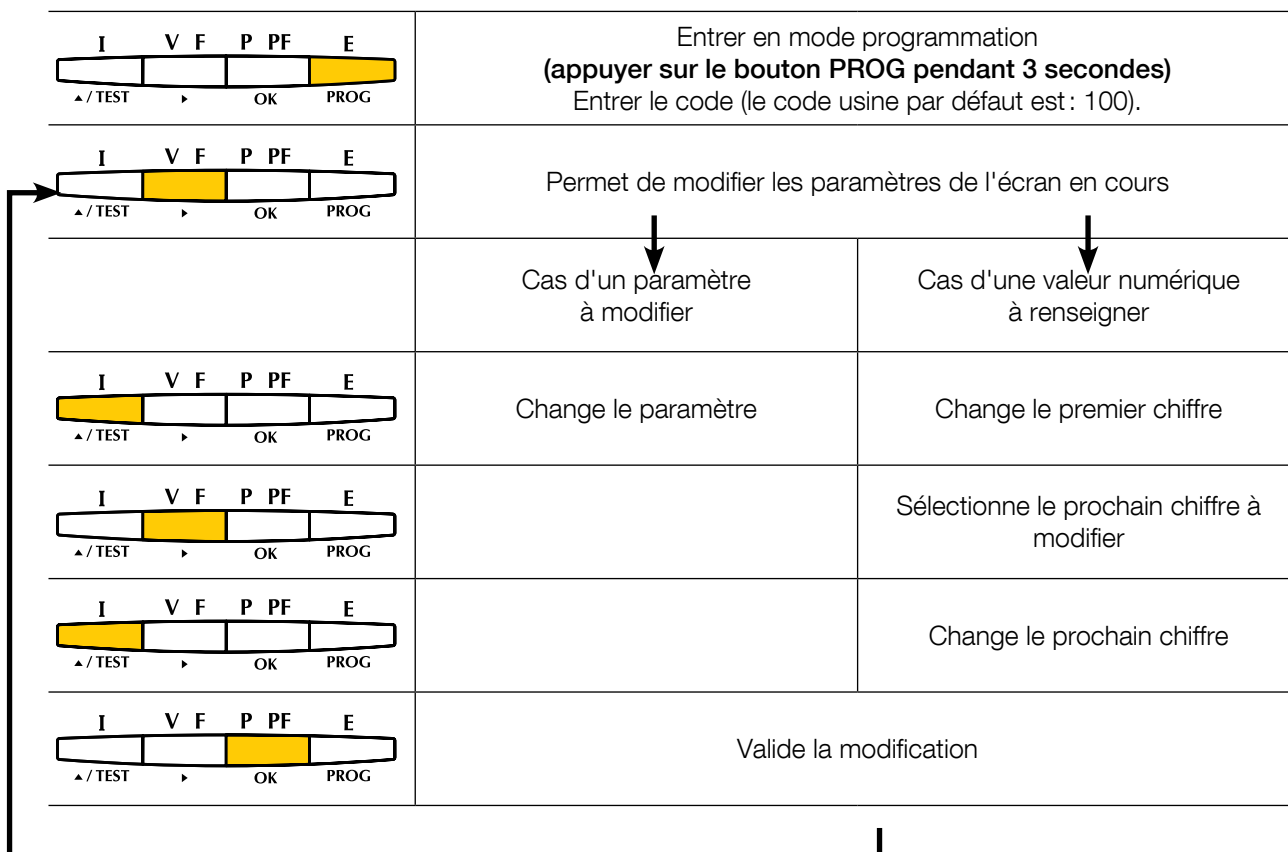 I V F P PF E
▲ / TEST ▸ OK PROG
Entrer en mode programmation
(appuyer sur le bouton PROG pendant 3 secondes)
Entrer le code (le code usine par défaut est : 100).
I V F P PF E
▲ / TEST ▸ OK PROG
Permet de modifier les paramètres de l'écran en cours
Cas d'un paramètre
à modifier
Cas d'une valeur numérique
à renseigner
I V F P PF E
▲ / TEST ▸ OK PROG
Change le paramètre
Change le premier chiffre
I V F P PF E
▲ / TEST ▸ OK PROG
Sélectionne le prochain chiffre à
modifier
I V F P PF E
▲ / TEST ▸ OK PROG
Change le prochain chiffre
I V F P PF E
▲ / TEST ▸ OK PROG
Valide la modification